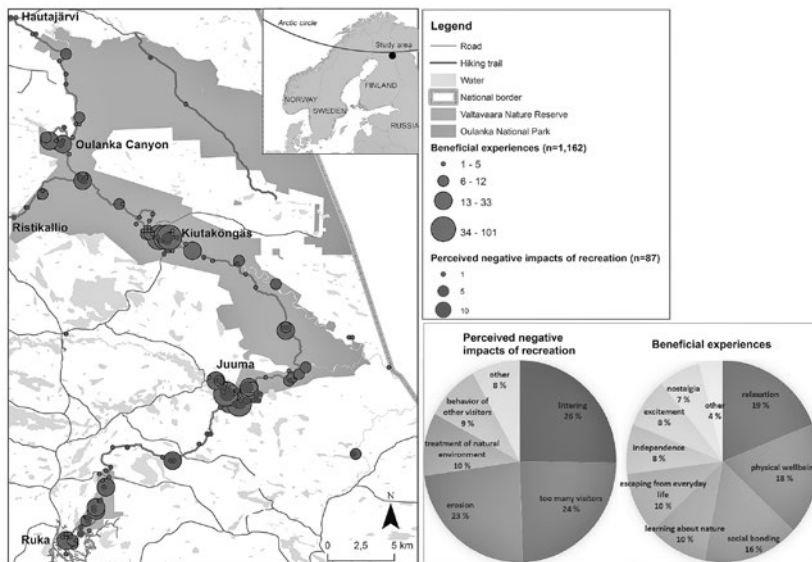 Hautajärvi
Oulanka Canyon
Ristikallio
Kiutaköngäs
Juuma
Ruka
N
0 2,5 5 km
Arctic circle
Study area
NORWAY
SWEDEN
FINLAND
RUSSIA
Legend
Road
Hiking trail
Water
National border
Valtavaara Nature Reserve
Oulanka National Park
Beneficial experiences (n=1,162)
1 - 5
6 - 12
13 - 33
34 - 101
Perceived negative impacts of recreation (n=87)
1
5
10
Perceived negative
impacts of recreation
other
8 %
behavior of
other visitors
9 %
treatment of natural
environment
10 %
erosion
23 %
littering
26 %
too many visitors
24 %
Beneficial experiences
nostalgia
7 %
other
4 %
excitement
8 %
independence
8 %
escaping from everyday
life
10 %
learning about nature
10 %
relaxation
19 %
physical wellbeing
18 %
social bonding
16 %